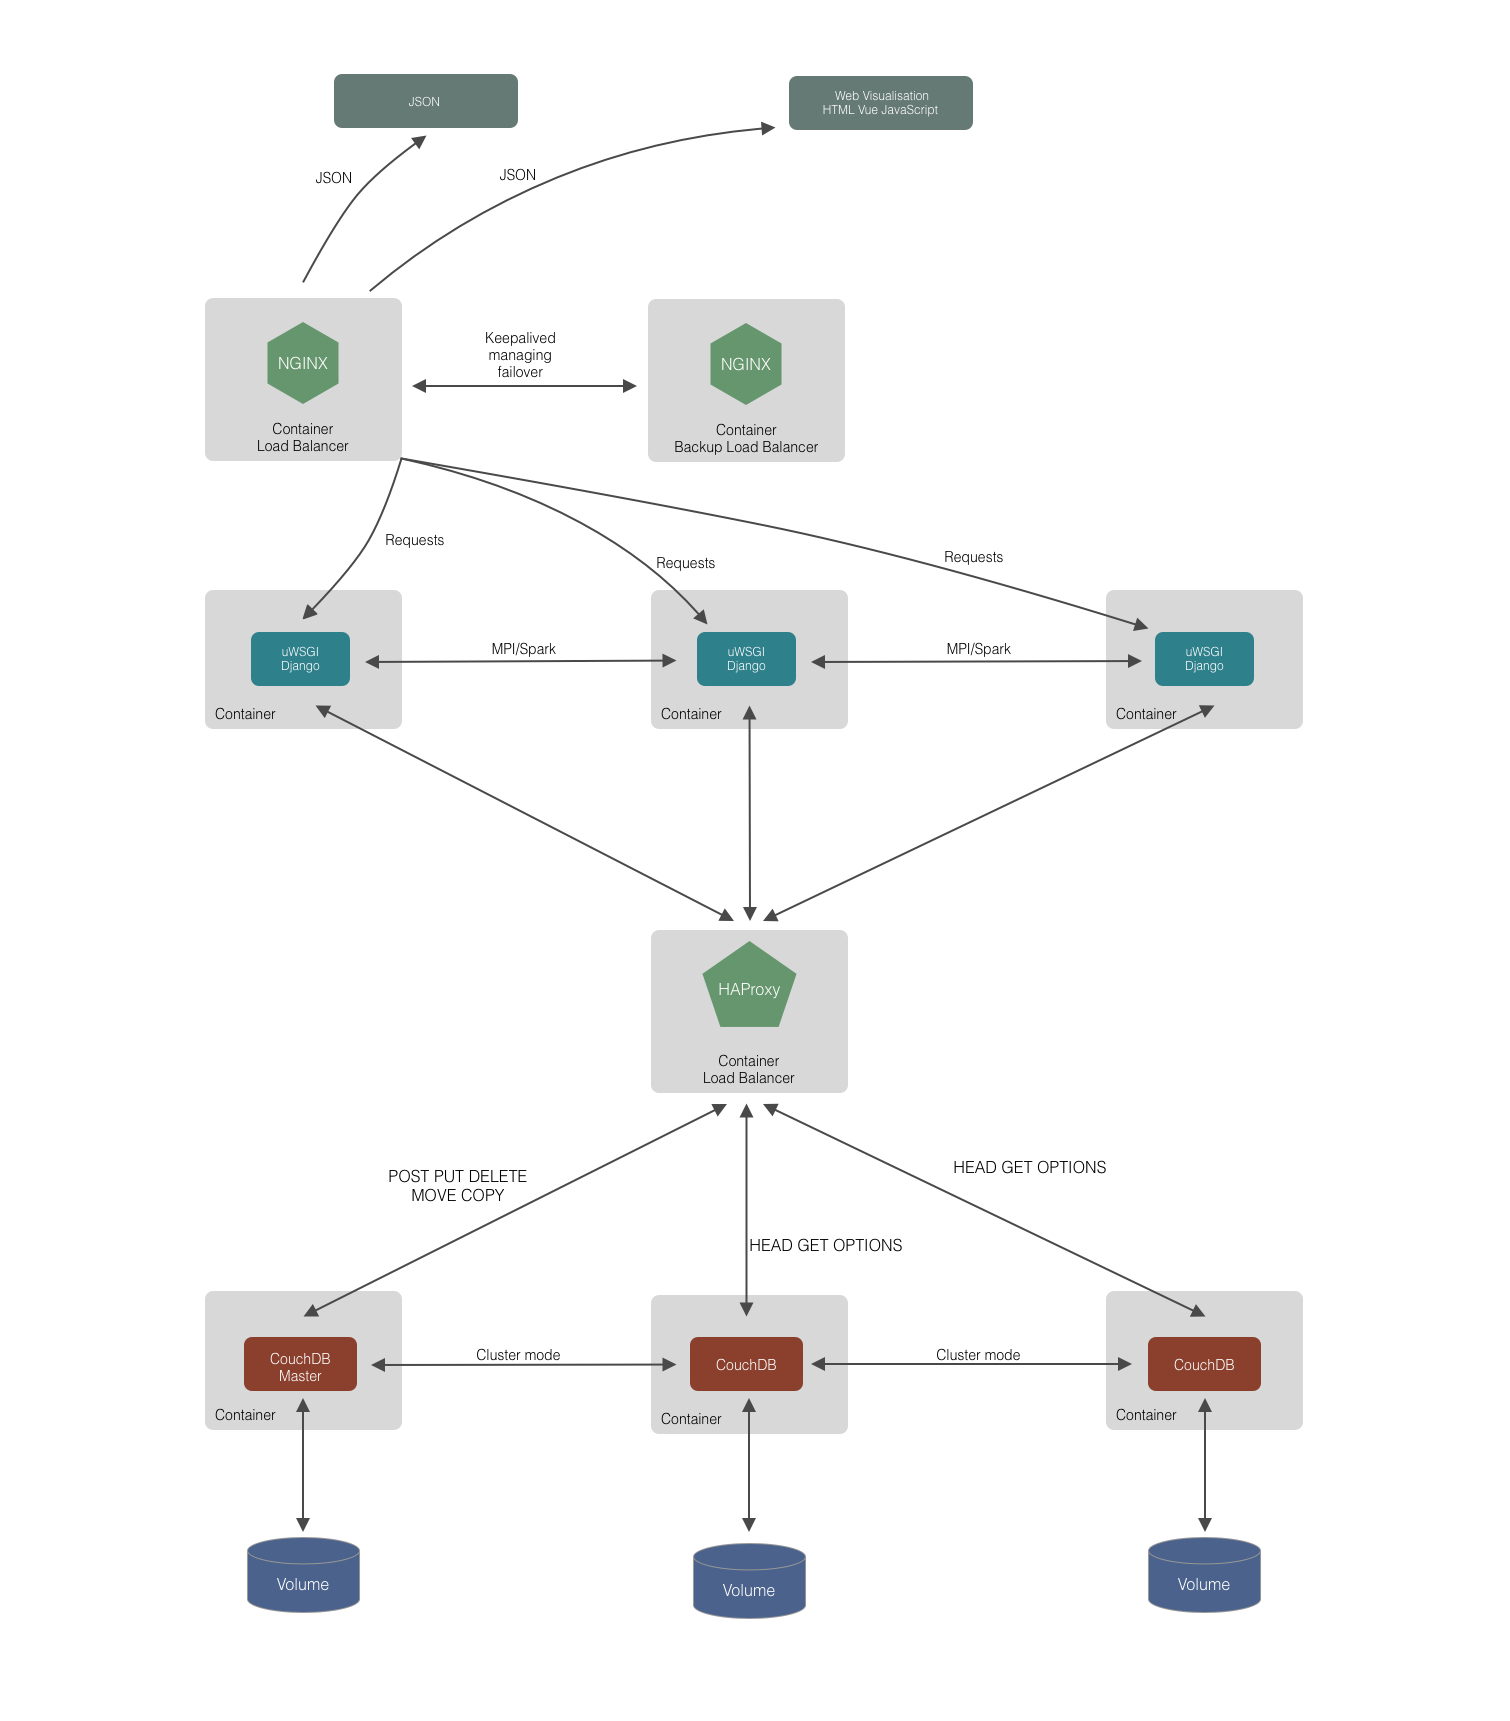 JSON
Web Visualisation
HTML Vue JavaScript
JSON
JSON
NGINX
Container
Load Balancer
Keepalived
managing
failover
NGINX
Container
Backup Load Balancer
Requests
Requests
Requests
uWSGI
Django
Container
MPI/Spark
uWSGI
Django
Container
MPI/Spark
uWSGI
Django
Container
HAProxy
Container
Load Balancer
POST PUT DELETE
MOVE COPY
HEAD GET OPTIONS
HEAD GET OPTIONS
CouchDB
Master
Container
Cluster mode
CouchDB
Container
Cluster mode
CouchDB
Container
Volume
Volume
Volume